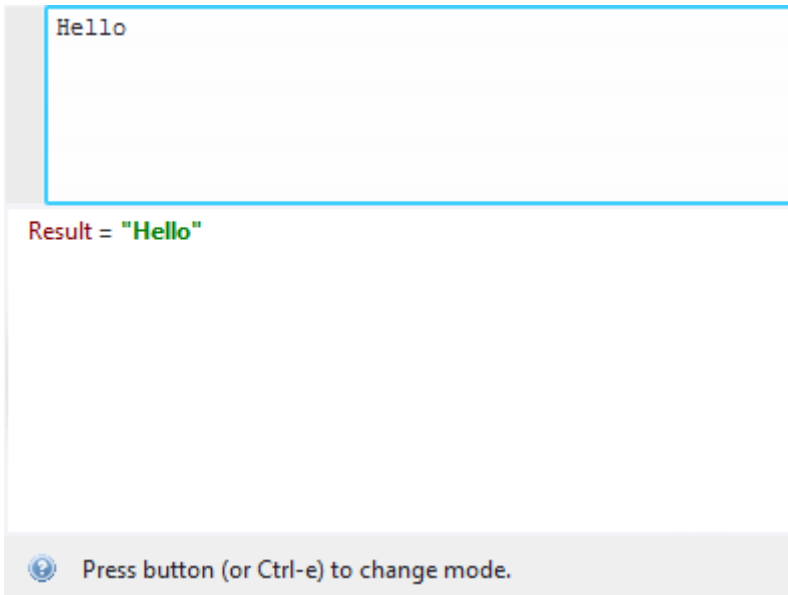 Hello
Result = "Hello"
Press button (or Ctrl-e) to change mode.